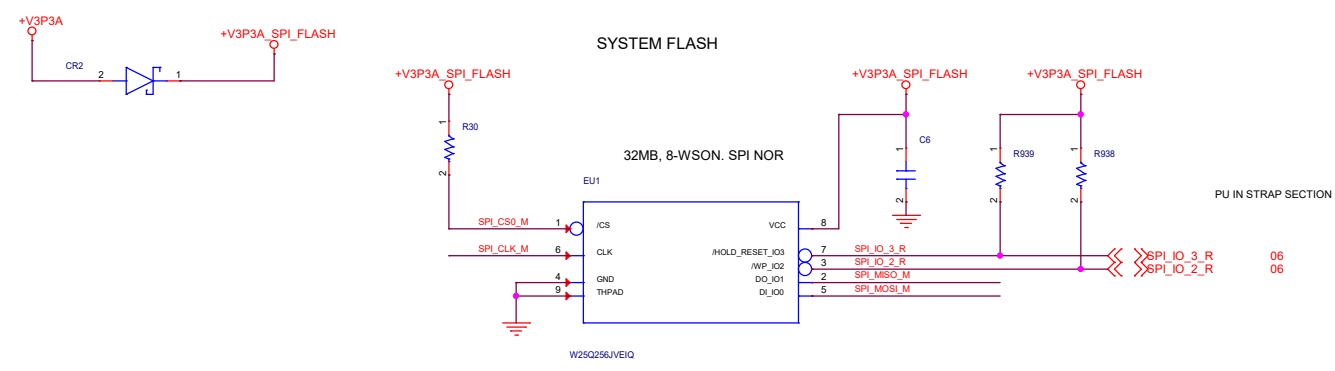 +V3P3A
+V3P3A_SPI_FLASH
CR2
2
1
SYSTEM FLASH
+V3P3A_SPI_FLASH
+V3P3A_SPI_FLASH
+V3P3A_SPI_FLASH
1
R30
2
1
C6
2
1
R939
2
1
R938
2
32MB, 8-WSON. SPI NOR
PU IN STRAP SECTION
EU1
SPI_CS0_M
1
/CS
VCC
8
SPI_CLK_M
6
CLK
/HOLD_RESET_IO3
7
SPI_IO_3_R
SPI_IO_3_R
06
/WP_IO2
3
SPI_IO_2_R
SPI_IO_2_R
06
4
GND
DO_IO1
2
SPI_MISO_M
9
THPAD
DI_IO0
5
SPI_MOSI_M
W25Q256JVEIQ